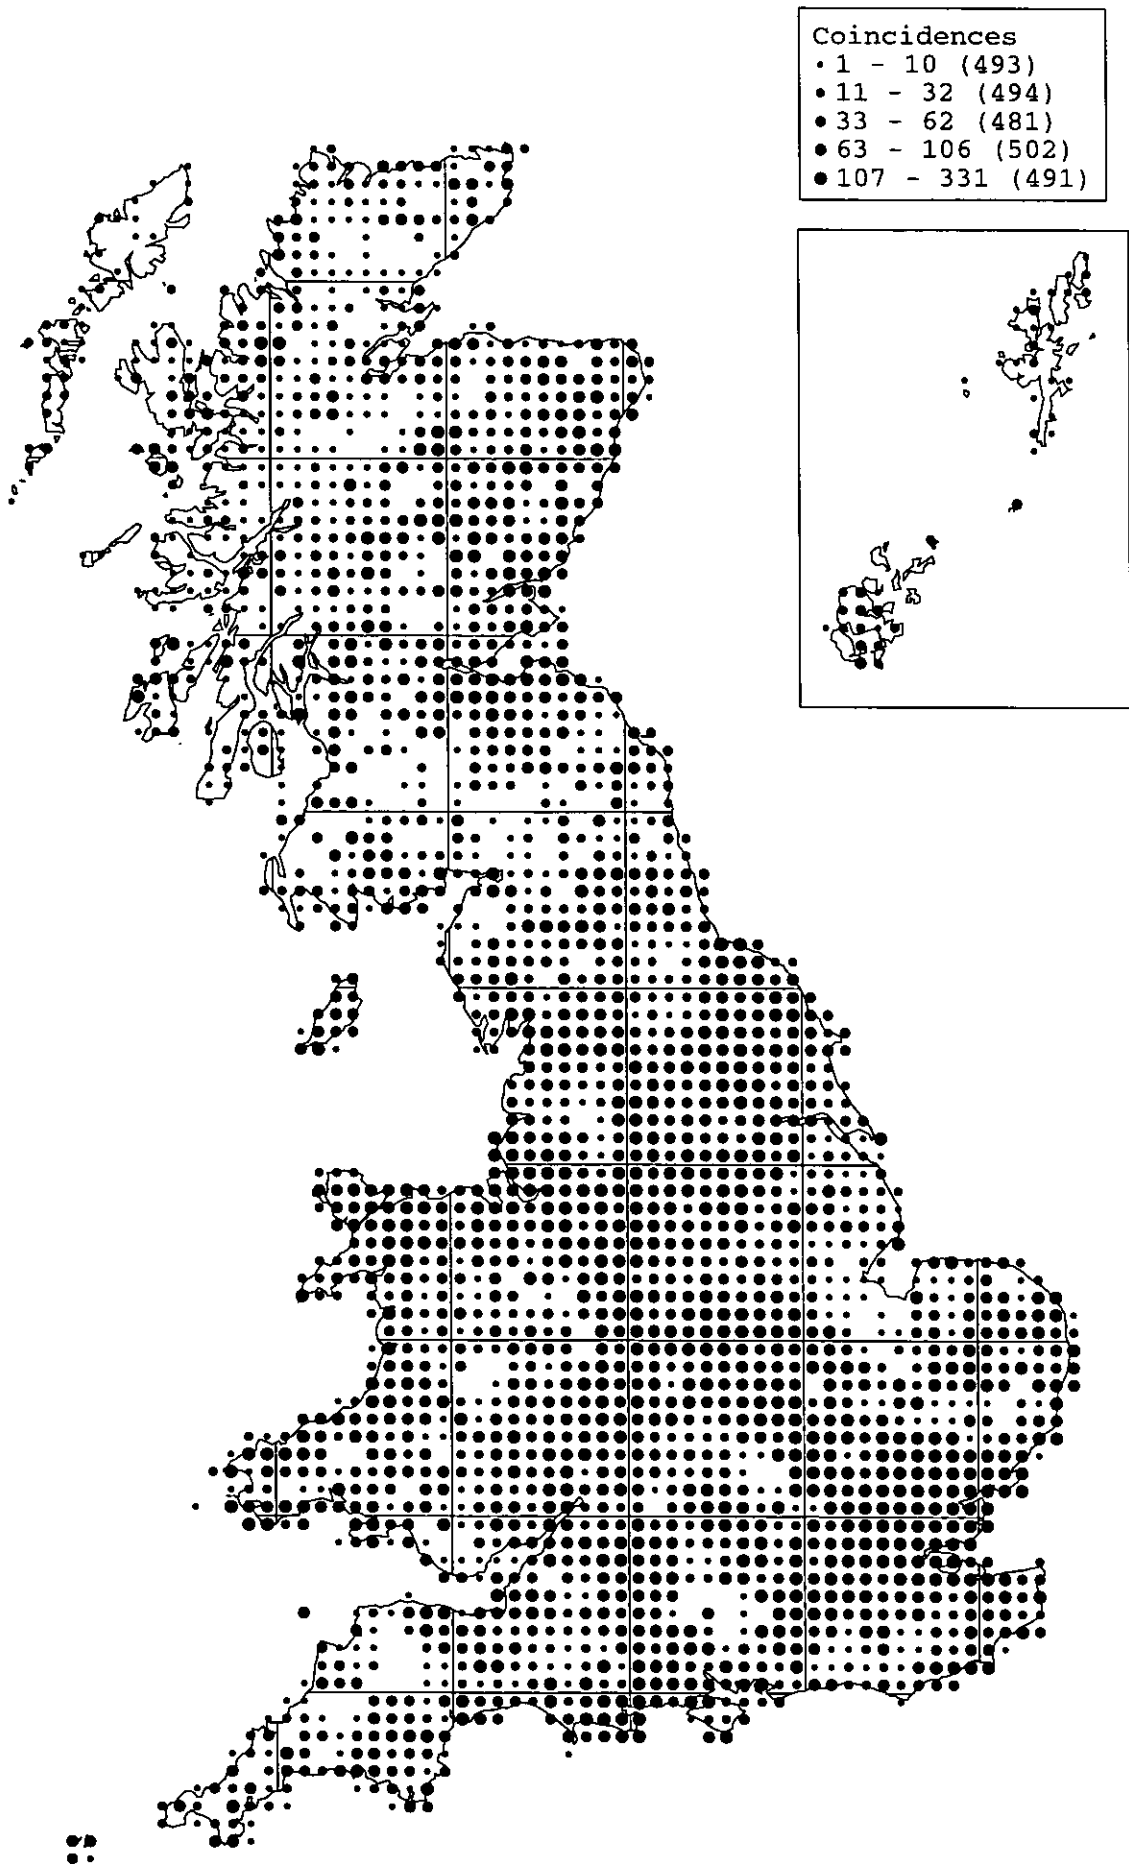 Coincidences
1 - 10 (493)
11 - 32 (494)
33 - 62 (481)
63 - 106 (502)
107 - 331 (491)